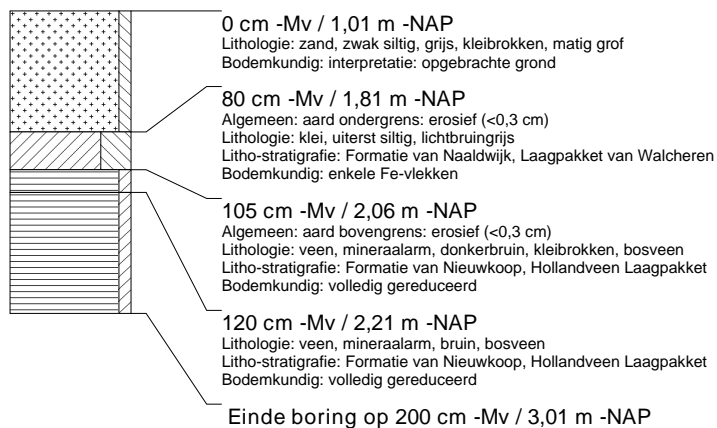 0 cm -Mv / 1,01 m -NAP
Lithologie: zand, zwak siltig, grijs, kleibrokken, matig grof
Bodemkundig: interpretatie: opgebrachte grond
80 cm -Mv / 1,81 m -NAP
Algemeen: aard ondergrens: erosief (<0,3 cm)
Lithologie: klei, uiterst siltig, lichtbruingrijs
Litho-stratigrafie: Formatie van Naaldwijk, Laagpakket van Walcheren
Bodemkundig: enkele Fe-vlekken
105 cm -Mv / 2,06 m -NAP
Algemeen: aard bovengrens: erosief (<0,3 cm)
Lithologie: veen, mineraalarm, donkerbruin, kleibrokken, bosveen
Litho-stratigrafie: Formatie van Nieuwkoop, Hollandveen Laagpakket
Bodemkundig: volledig gereduceerd
120 cm -Mv / 2,21 m -NAP
Lithologie: veen, mineraalarm, bruin, bosveen
Litho-stratigrafie: Formatie van Nieuwkoop, Hollandveen Laagpakket
Bodemkundig: volledig gereduceerd
Einde boring op 200 cm -Mv / 3,01 m -NAP